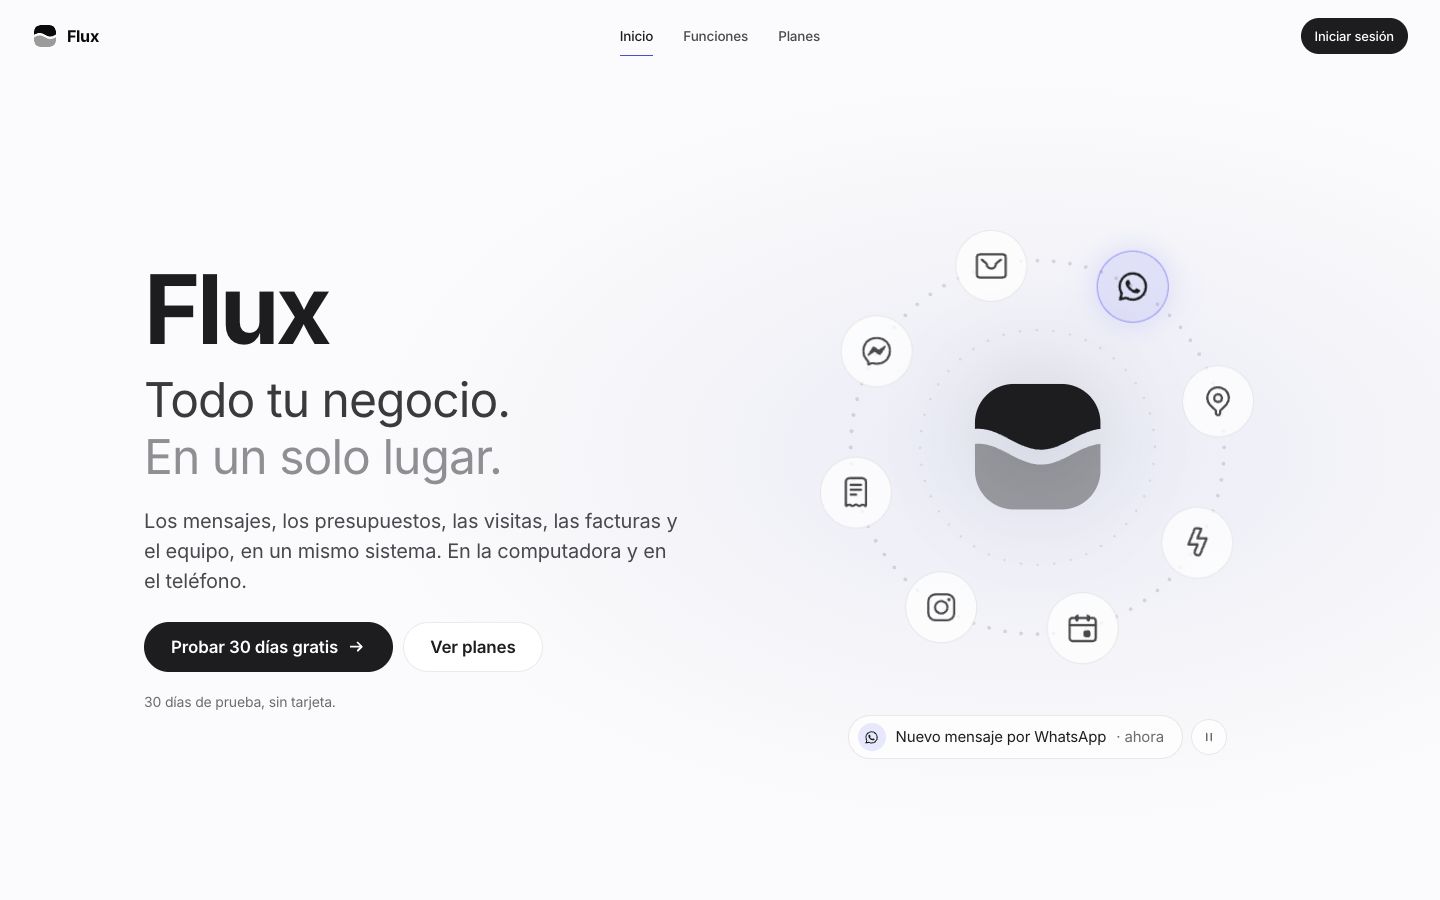 Flux
Inicio
Funciones
Planes
Iniciar sesión
Flux
Todo tu negocio.
En un solo lugar.
Los mensajes, los presupuestos, las visitas, las facturas y
el equipo, en un mismo sistema. En la computadora y en
el teléfono.
Probar 30 días gratis →
Ver planes
30 días de prueba, sin tarjeta.
Nuevo mensaje por WhatsApp · ahora